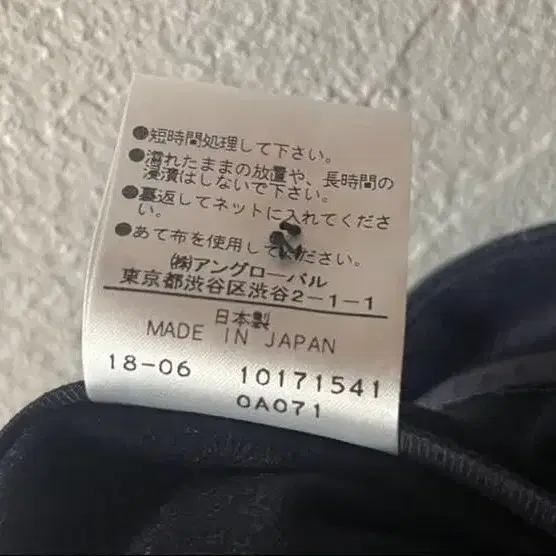 ●短時間処理して下さい。
●濡れたままの放置や、長時間の
浸漬はしないで下さい。
●裏返してネットに入れてくださ
い。
●あて布を使用してください。
㈱アングローバル
東京都渋谷区渋谷2-1-1
日本製
MADE IN JAPAN
18-06 10171541
0A071